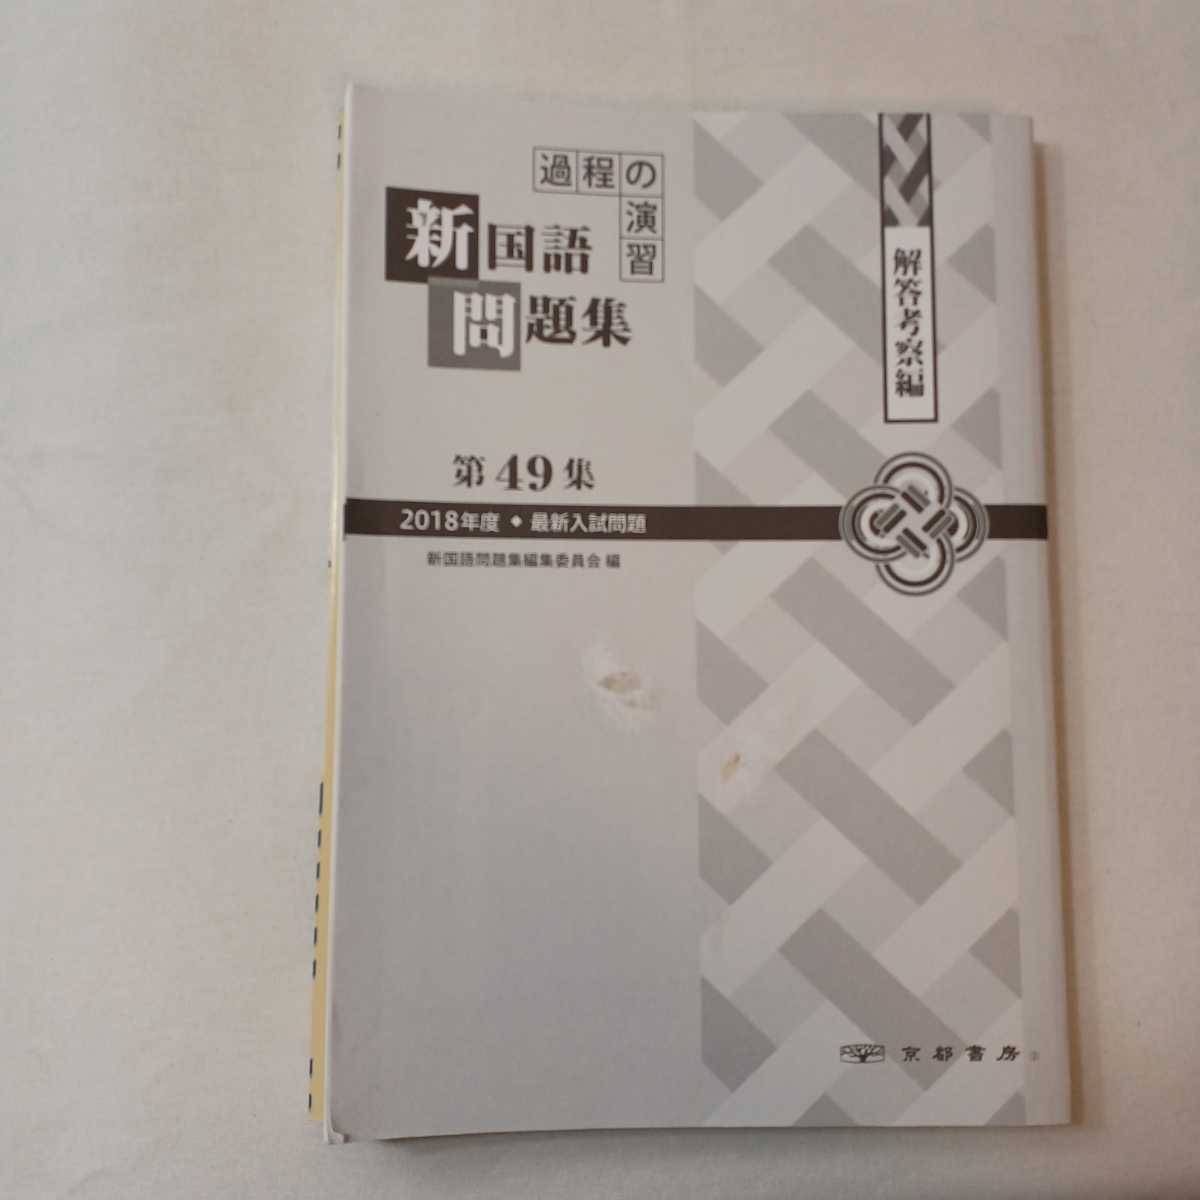 過程の演習
新国語
問題集
解答考察編
第49集
2018年度◆最新入試問題
新国語問題集編集委員会 編
京都書房